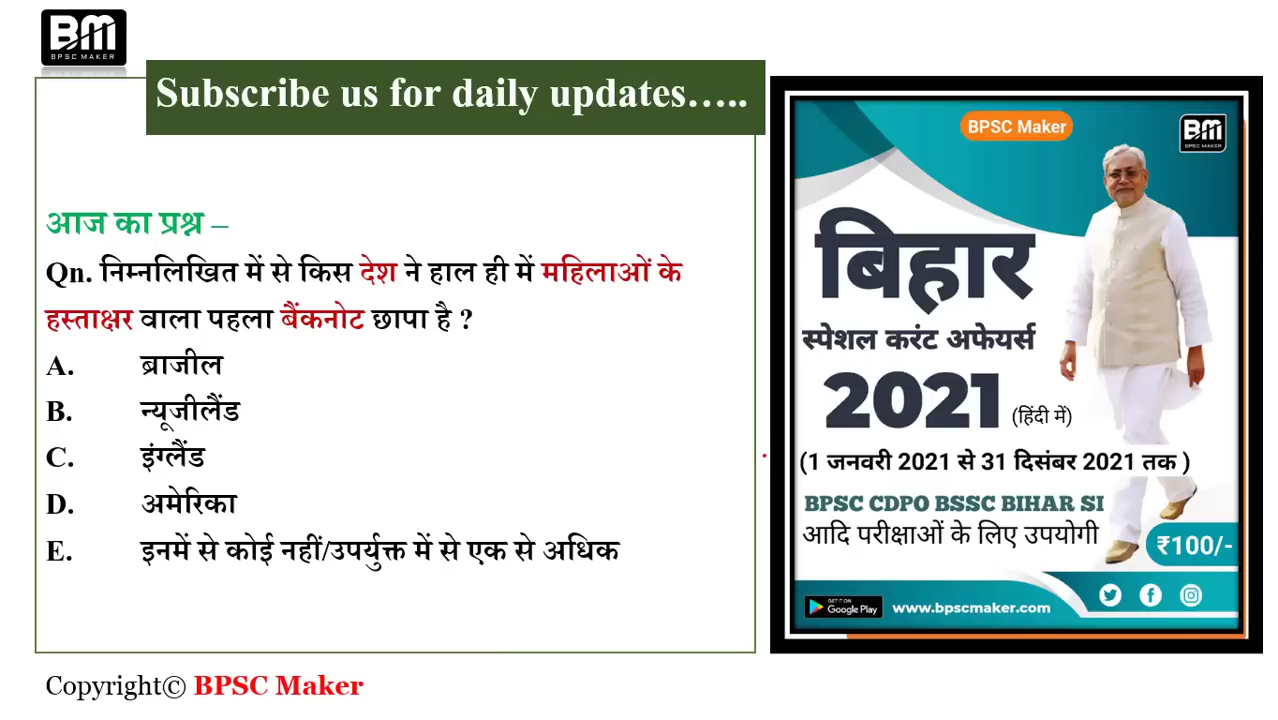 BM
BPSC MAKER
Subscribe us for daily updates…..
आज का प्रश्न –
Qn. निम्नलिखित में से किस देश ने हाल ही में महिलाओं के
हस्ताक्षर वाला पहला बैंकनोट छापा है ?
A. ब्राजील
B. न्यूजीलैंड
C. इंग्लैंड
D. अमेरिका
E. इनमें से कोई नहीं/उपर्युक्त में से एक से अधिक
Copyright© BPSC Maker
BPSC Maker
BM
BPSC MAKER
बिहार
स्पेशल करंट अफेयर्स
2021 (हिंदी में)
(1 जनवरी 2021 से 31 दिसंबर 2021 तक )
BPSC CDPO BSSC BIHAR SI
आदि परीक्षाओं के लिए उपयोगी
₹100/-
GET IT ON
Google Play
www.bpscmaker.com